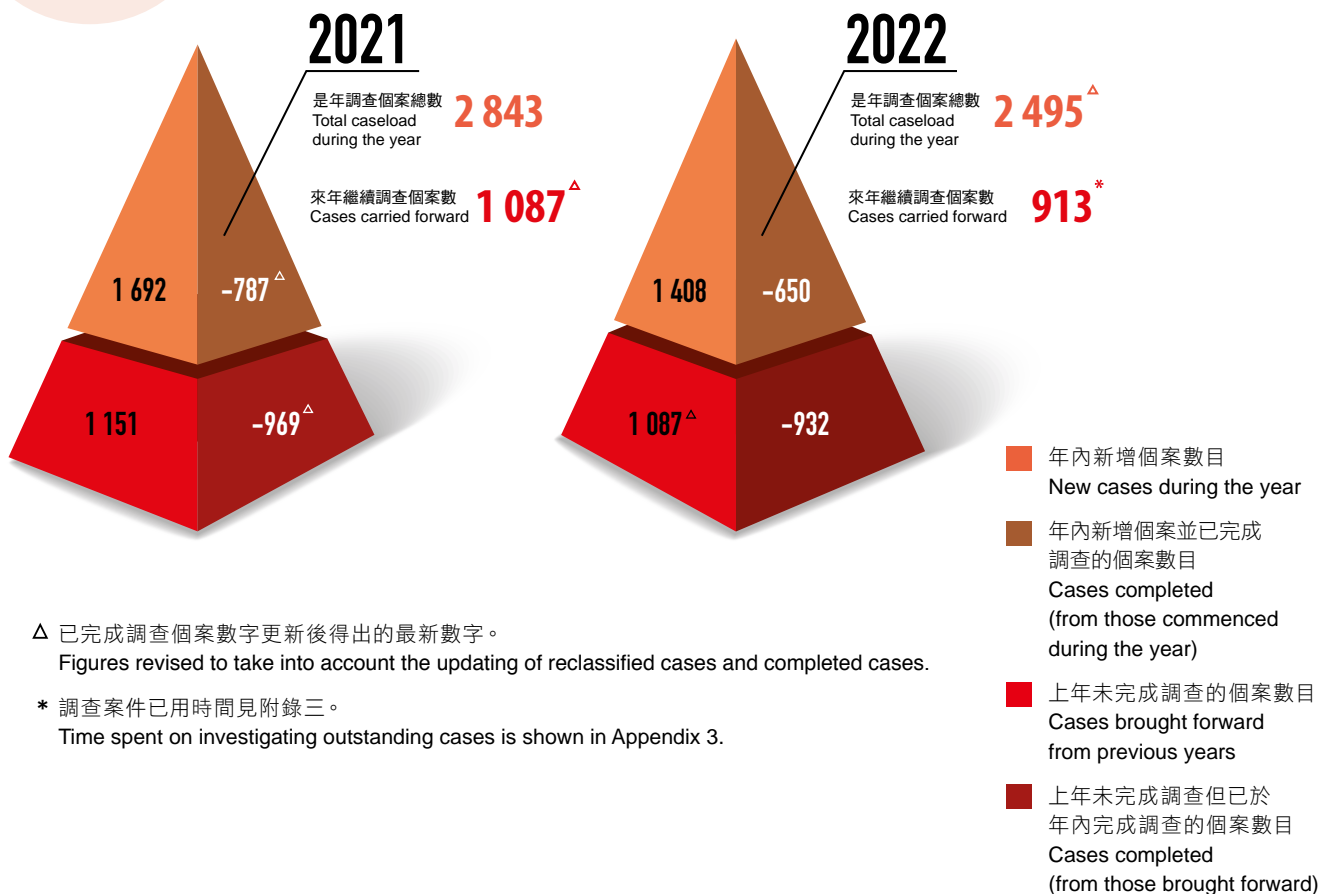 2021
是年調查個案總數
Total caseload
during the year
2 843
來年繼續調查個案數
Cases carried forward
1 087△
1 692
-787△
1 151
-969△
2022
是年調查個案總數
Total caseload
during the year
2 495△
來年繼續調查個案數
Cases carried forward
913*
1 408
-650
1 087△
-932
年內新增個案數目
New cases during the year
年內新增個案並已完成
調查的個案數目
Cases completed
(from those commenced
during the year)
上年未完成調查的個案數目
Cases brought forward
from previous years
上年未完成調查但已於
年內完成調查的個案數目
Cases completed
(from those brought forward)
△ 已完成調查個案數字更新後得出的最新數字。
Figures revised to take into account the updating of reclassified cases and completed cases.
* 調查案件已用時間見附錄三。
Time spent on investigating outstanding cases is shown in Appendix 3.